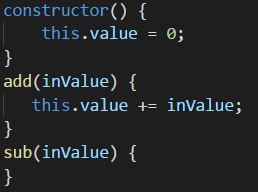 constructor() {
    this.value = 0;
}
add(inValue) {
   this.value += inValue;
}
sub(inValue) {
}